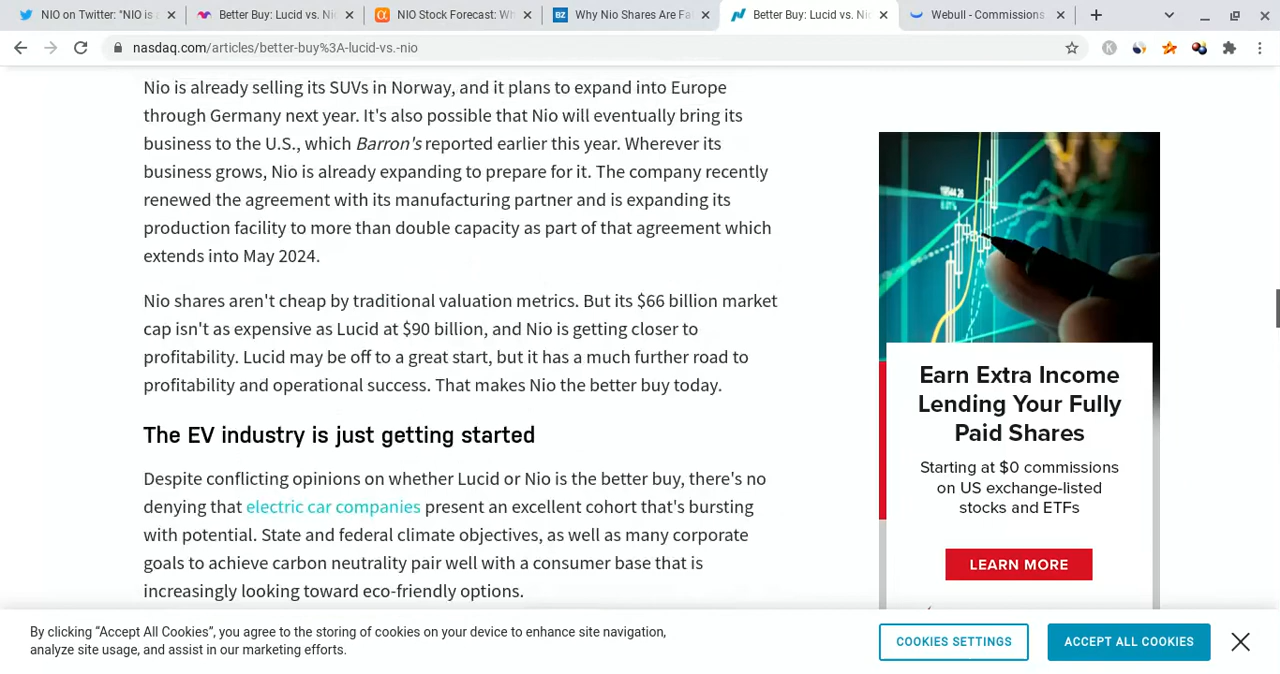 NIO on Twitter: "NIO is
Better Buy: Lucid vs. Nio
NIO Stock Forecast: Wh
Why Nio Shares Are Fa
Better Buy: Lucid vs. Nio
Webull - Commissions
nasdaq.com/articles/better-buy%3A-lucid-vs.-nio
Nio is already selling its SUVs in Norway, and it plans to expand into Europe
through Germany next year. It's also possible that Nio will eventually bring its
business to the U.S., which Barron's reported earlier this year. Wherever its
business grows, Nio is already expanding to prepare for it. The company recently
renewed the agreement with its manufacturing partner and is expanding its
production facility to more than double capacity as part of that agreement which
extends into May 2024.
Nio shares aren't cheap by traditional valuation metrics. But its $66 billion market
cap isn't as expensive as Lucid at $90 billion, and Nio is getting closer to
profitability. Lucid may be off to a great start, but it has a much further road to
profitability and operational success. That makes Nio the better buy today.
The EV industry is just getting started
Despite conflicting opinions on whether Lucid or Nio is the better buy, there's no
denying that electric car companies present an excellent cohort that's bursting
with potential. State and federal climate objectives, as well as many corporate
goals to achieve carbon neutrality pair well with a consumer base that is
increasingly looking toward eco-friendly options.
Earn Extra Income
Lending Your Fully
Paid Shares
Starting at $0 commissions
on US exchange-listed
stocks and ETFs
LEARN MORE
By clicking “Accept All Cookies”, you agree to the storing of cookies on your device to enhance site navigation,
analyze site usage, and assist in our marketing efforts.
COOKIES SETTINGS
ACCEPT ALL COOKIES